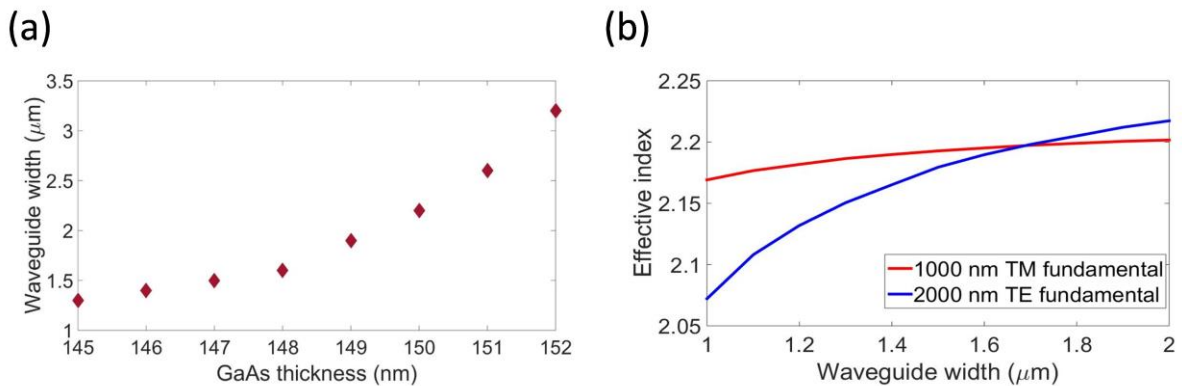 (a)
Waveguide width (μm)
3.5
3
2.5
2
1.5
1
145 146 147 148 149 150 151 152
GaAs thickness (nm)
(b)
Effective index
2.25
2.2
2.15
2.1
2.05
1000 nm TM fundamental
2000 nm TE fundamental
1 1.2 1.4 1.6 1.8 2
Waveguide width (μm)